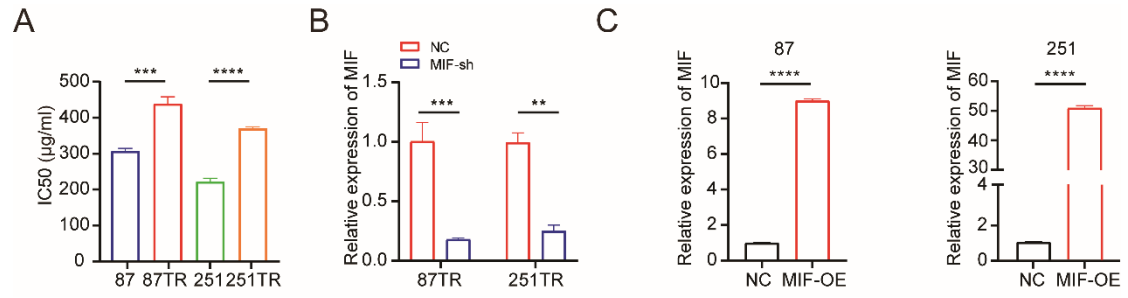 A
IC50 (µg/ml)
500
400
300
200
100
0
***
****
87
87TR
251
251TR
B
NC
MIF-sh
Relative expression of MIF
1.5
1.0
0.5
0.0
***
**
87TR
251TR
C
87
Relative expression of MIF
10
8
6
4
2
0
****
NC
MIF-OE
251
Relative expression of MIF
60
50
40
30
20
4
2
0
****
NC
MIF-OE